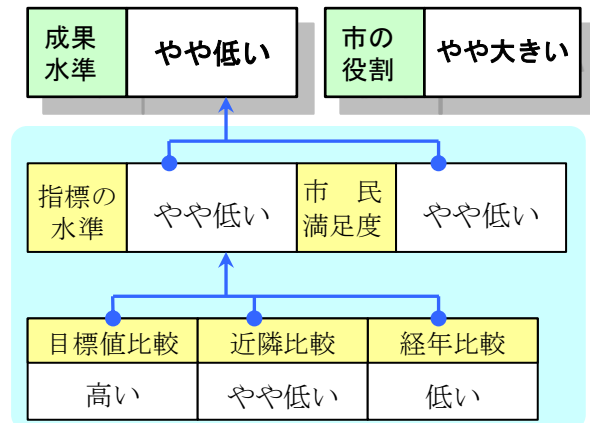 成果
水準
やや低い
市の
役割
やや大きい
指標の
水準
やや低い
市　民
満足度
やや低い
目標値比較
近隣比較
経年比較
高い
やや低い
低い